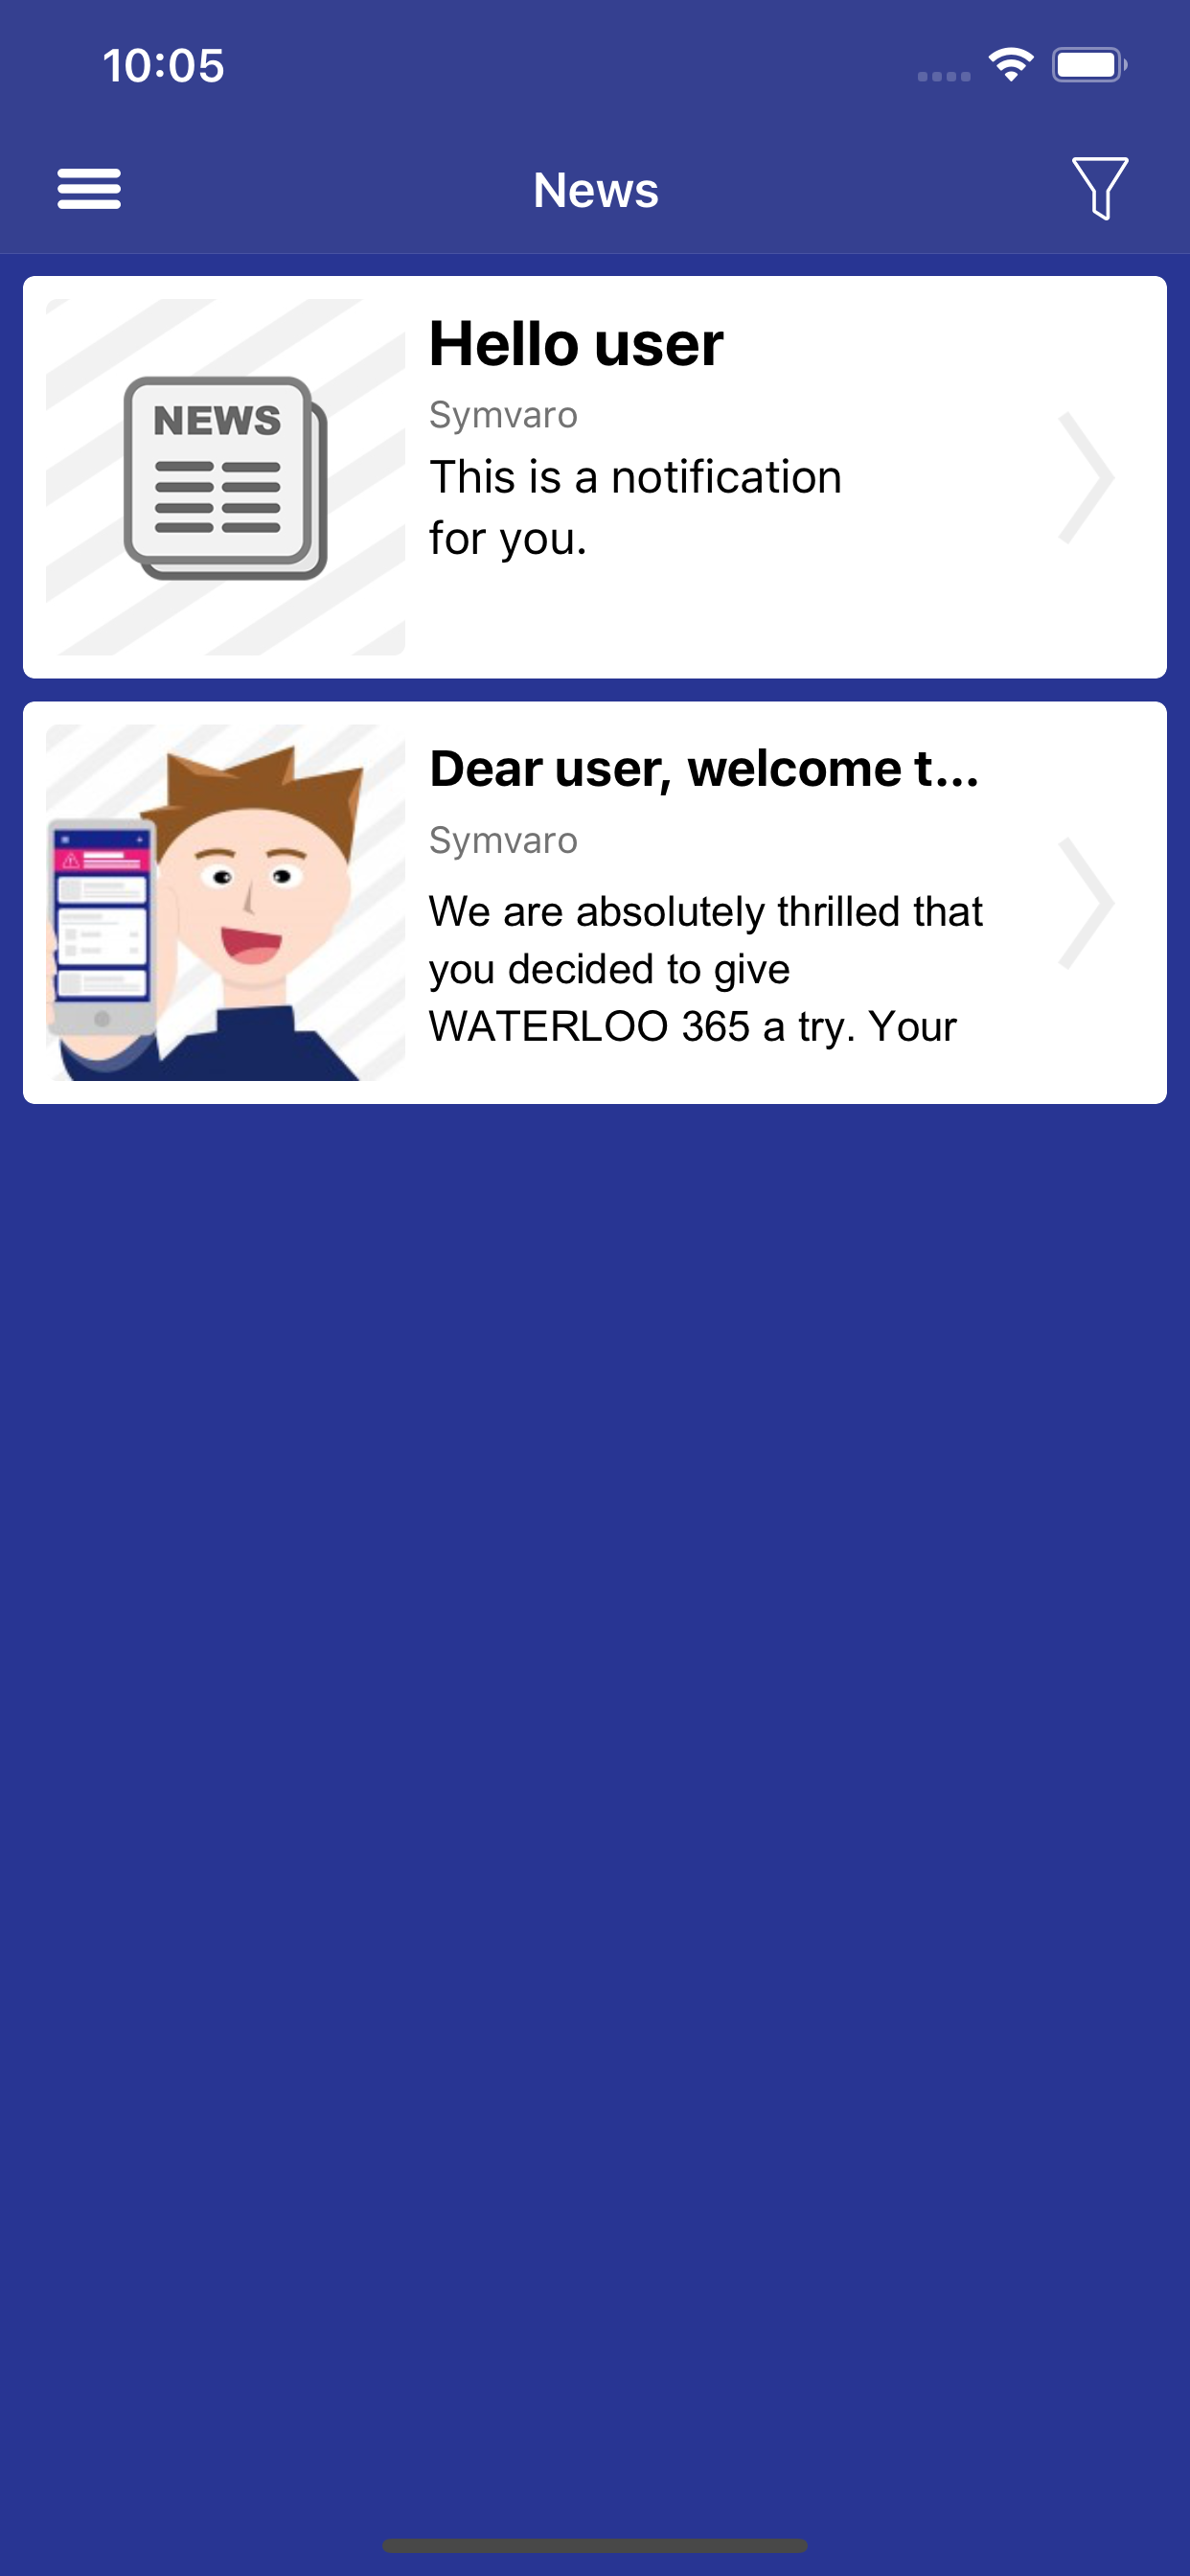 10:05
News
NEWS
Hello user
Symvaro
This is a notification
for you.
Dear user, welcome t...
Symvaro
We are absolutely thrilled that
you decided to give
WATERLOO 365 a try. Your